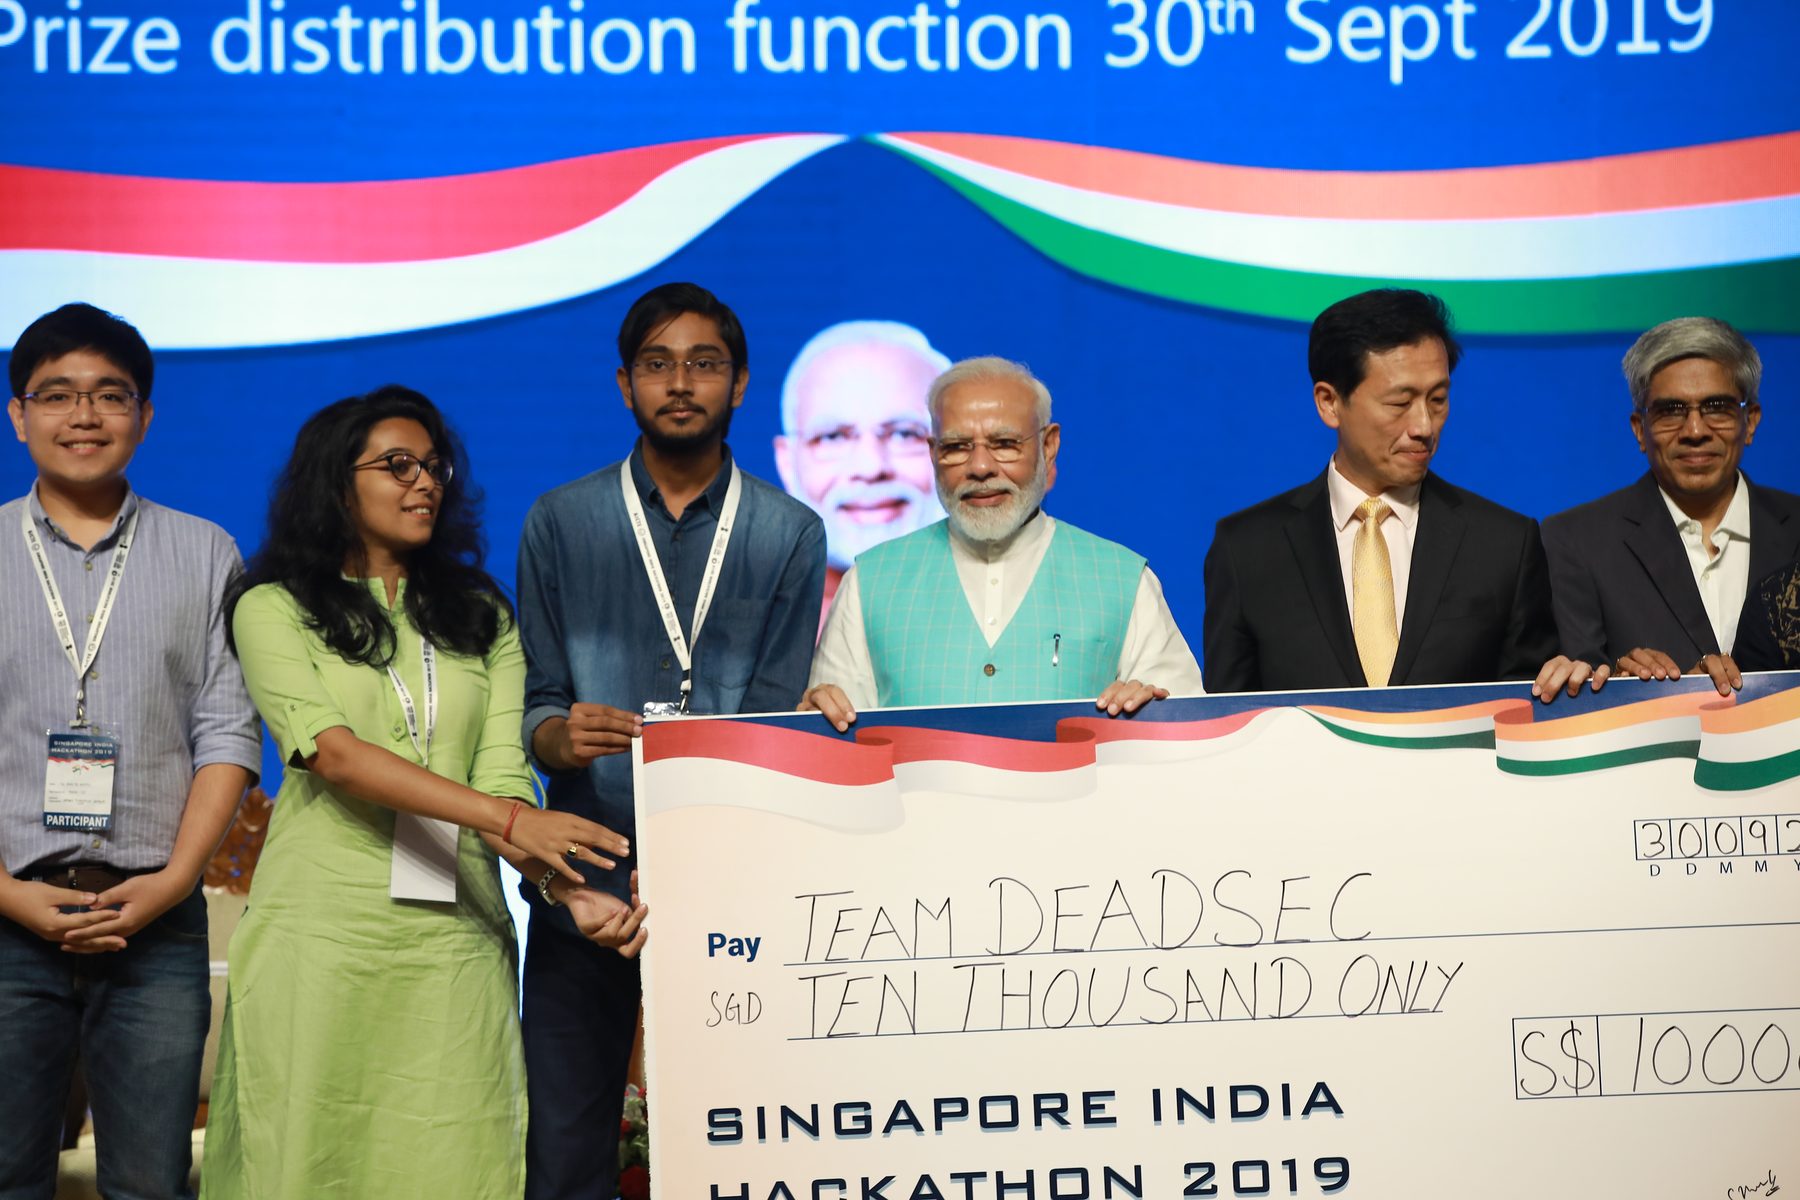 Prize distribution function 30th Sept 2019
SINGAPORE INDIA
HACKATHON 2019
PARTICIPANT
30092
D D M M Y
Pay TEAM DEADSEC
SGD TEN THOUSAND ONLY
S$ 1000
SINGAPORE INDIA
HACKATHON 2019